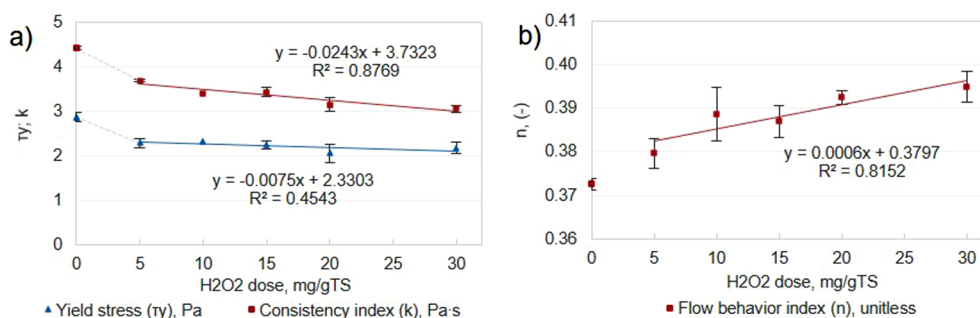 a)
τy; k
5
4
3
2
1
0
y = -0.0243x + 3.7323
R² = 0.8769
y = -0.0075x + 2.3303
R² = 0.4543
0 5 10 15 20 25 30
H2O2 dose, mg/gTS
Yield stress (τy), Pa Consistency index (k), Pa·s
b)
n, (-)
0.41
0.40
0.39
0.38
0.37
0.36
y = 0.0006x + 0.3797
R² = 0.8152
0 5 10 15 20 25 30
H2O2 dose, mg/gTS
Flow behavior index (n), unitless